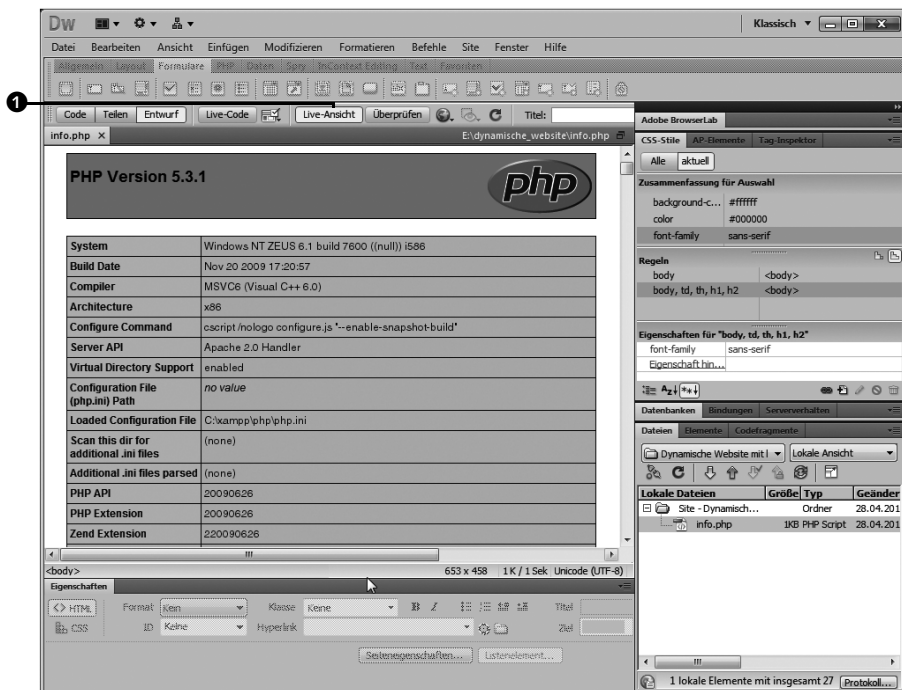 Dw
Klassisch
Datei Bearbeiten Ansicht Einfügen Modifizieren Formatieren Befehle Site Fenster Hilfe
Allgemein Layout Formulare PHP Daten Spry InContext Editing Text Favoriten
1
Code Teilen Entwurf Live-Code Live-Ansicht Überprüfen Titel:
info.php × E:\dynamische_website\info.php
PHP Version 5.3.1
php
System Windows NT ZEUS 6.1 build 7600 ((null)) i586
Build Date Nov 20 2009 17:20:57
Compiler MSVC6 (Visual C++ 6.0)
Architecture x86
Configure Command cscript /nologo configure.js "--enable-snapshot-build"
Server API Apache 2.0 Handler
Virtual Directory Support enabled
Configuration File
(php.ini) Path no value
Loaded Configuration File C:\xampp\php\php.ini
Scan this dir for
additional .ini files (none)
Additional .ini files parsed (none)
PHP API 20090626
PHP Extension 20090626
Zend Extension 220090626
<body> 653 x 458 1K / 1 Sek Unicode (UTF-8)
Eigenschaften
<> HTML Format Kein Klasse Keine B I Titel
CSS ID Keine Hyperlink Ziel
Seiteneigenschaften... Listenelement...
Adobe BrowserLab
CSS-Stile AP-Elemente Tag-Inspektor
Alle aktuell
Zusammenfassung für Auswahl
background-c... #ffffff
color #000000
font-family sans-serif
Regeln
body <body>
body, td, th, h1, h2 <body>
Eigenschaften für "body, td, th, h1, h2"
font-family sans-serif
Eigenschaft hin...
Datenbanken Bindungen Serververhalten
Dateien Elemente Codefragmente
Dynamische Website mit l Lokale Ansicht
Lokale Dateien Größe Typ Geänder
Site - Dynamisch... Ordner 28.04.201
info.php 1KB PHP Script 28.04.201
1 lokale Elemente mit insgesamt 27 Protokoll...